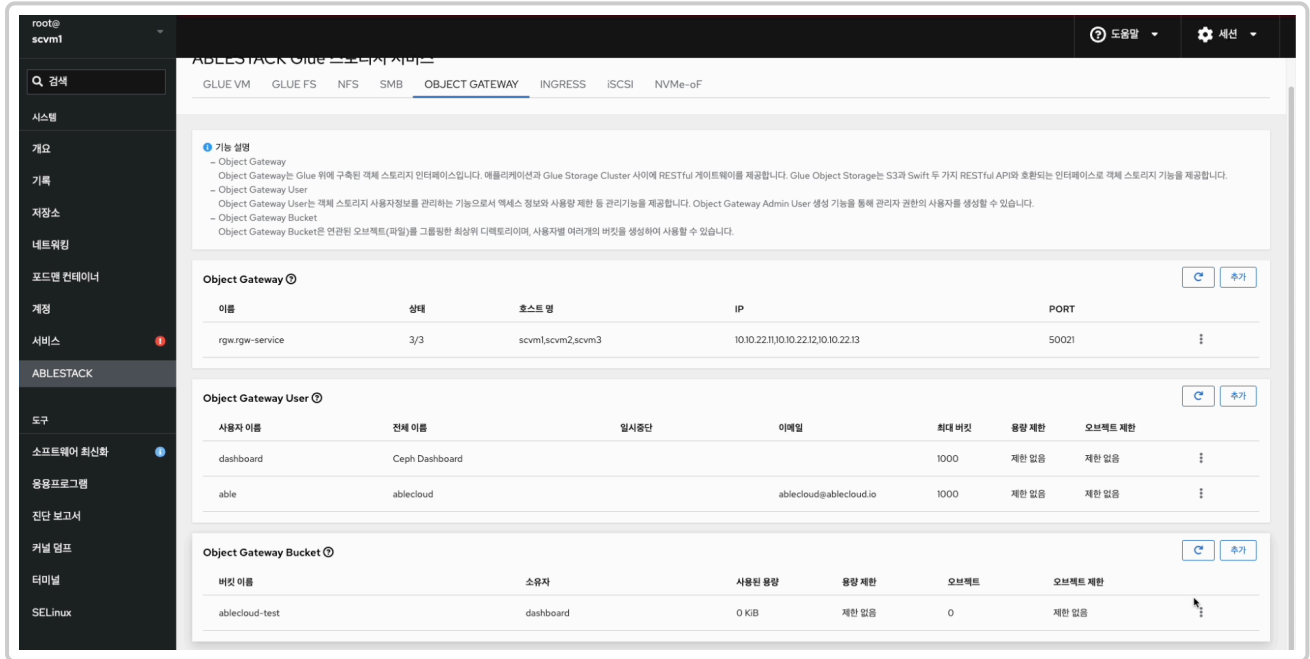 root@
scvm1
도움말
세션
검색
ABLESTACK Glue 스토리지 서비스
GLUE VM GLUE FS NFS SMB OBJECT GATEWAY INGRESS iSCSI NVMe-oF
시스템
개요
기록
저장소
네트워킹
포드맨 컨테이너
계정
서비스
ABLESTACK
도구
소프트웨어 최신화
응용프로그램
진단 보고서
커널 덤프
터미널
SELinux
기능 설명
– Object Gateway
Object Gateway는 Glue 위에 구축된 객체 스토리지 인터페이스입니다. 애플리케이션과 Glue Storage Cluster 사이에 RESTful 게이트웨이를 제공합니다. Glue Object Storage는 S3과 Swift 두 가지 RESTful API와 호환되는 인터페이스로 객체 스토리지 기능을 제공합니다.
– Object Gateway User
Object Gateway User는 객체 스토리지 사용자정보를 관리하는 기능으로서 엑세스 정보와 사용량 제한 등 관리기능을 제공합니다. Object Gateway Admin User 생성 기능을 통해 관리자 권한의 사용자를 생성할 수 있습니다.
– Object Gateway Bucket
Object Gateway Bucket은 연관된 오브젝트(파일)를 그룹핑한 최상위 디렉토리이며, 사용자별 여러개의 버킷을 생성하여 사용할 수 있습니다.
Object Gateway 추가
이름 상태 호스트 명 IP PORT
rgw.rgw-service 3/3 scvm1,scvm2,scvm3 10.10.22.11,10.10.22.12,10.10.22.13 50021
Object Gateway User 추가
사용자 이름 전체 이름 일시중단 이메일 최대 버킷 용량 제한 오브젝트 제한
dashboard Ceph Dashboard 1000 제한 없음 제한 없음
able ablecloud ablecloud@ablecloud.io 1000 제한 없음 제한 없음
Object Gateway Bucket 추가
버킷 이름 소유자 사용된 용량 용량 제한 오브젝트 오브젝트 제한
ablecloud-test dashboard 0 KiB 제한 없음 0 제한 없음